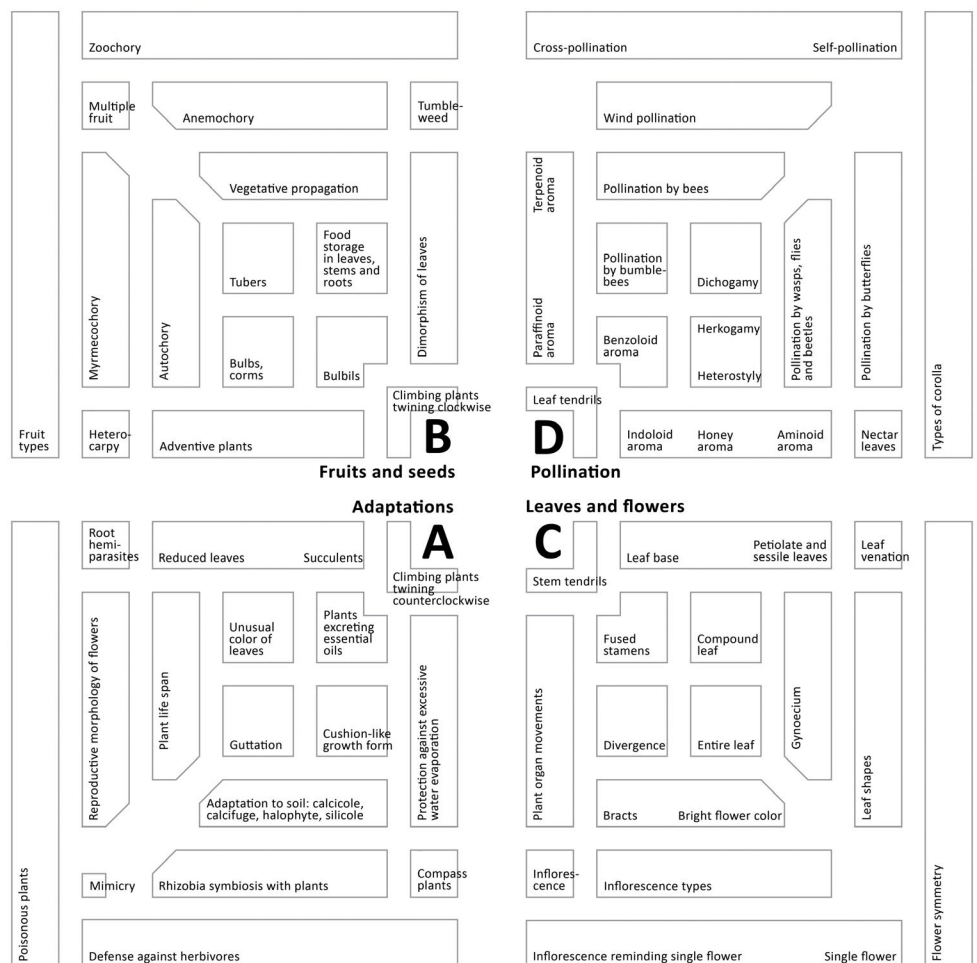 Zoochory
Cross-pollination
Self-pollination
Multiple
fruit
Anemochory
Tumble-
weed
Wind pollination
Vegetative propagation
Terpenoid
aroma
Pollination by bees
Myrmecochory
Autochory
Tubers
Food
storage
in leaves,
stems and
roots
Dimorphism of leaves
Pollination
by bumble-
bees
Dichogamy
Pollination by wasps, flies
and beetles
Pollination by butterflies
Bulbs,
corms
Bulbils
Paraffinoid
aroma
Benzoloid
aroma
Herkogamy
Heterostyly
Climbing plants
twining clockwise
Leaf tendrils
Fruit
types
Hetero-
carpy
Adventive plants
B
D
Indoloid
aroma
Honey
aroma
Aminoid
aroma
Nectar
leaves
Types of corolla
Fruits and seeds
Pollination
Adaptations
Leaves and flowers
Root
hemi-
parasites
Reduced leaves
Succulents
A
C
Leaf base
Petiolate and
sessile leaves
Leaf
venation
Climbing plants
twining
counterclockwise
Stem tendrils
Reproductive morphology of flowers
Plant life span
Unusual
color of
leaves
Plants
excreting
essential
oils
Fused
stamens
Compound
leaf
Guttation
Cushion-like
growth form
Protection against excessive
water evaporation
Plant organ movements
Divergence
Entire leaf
Gynoecium
Leaf shapes
Adaptation to soil: calcicole,
calcifuge, halophyte, silicole
Bracts
Bright flower color
Poisonous plants
Mimicry
Rhizobia symbiosis with plants
Compass
plants
Inflores-
cence
Inflorescence types
Flower symmetry
Defense against herbivores
Inflorescence reminding single flower
Single flower